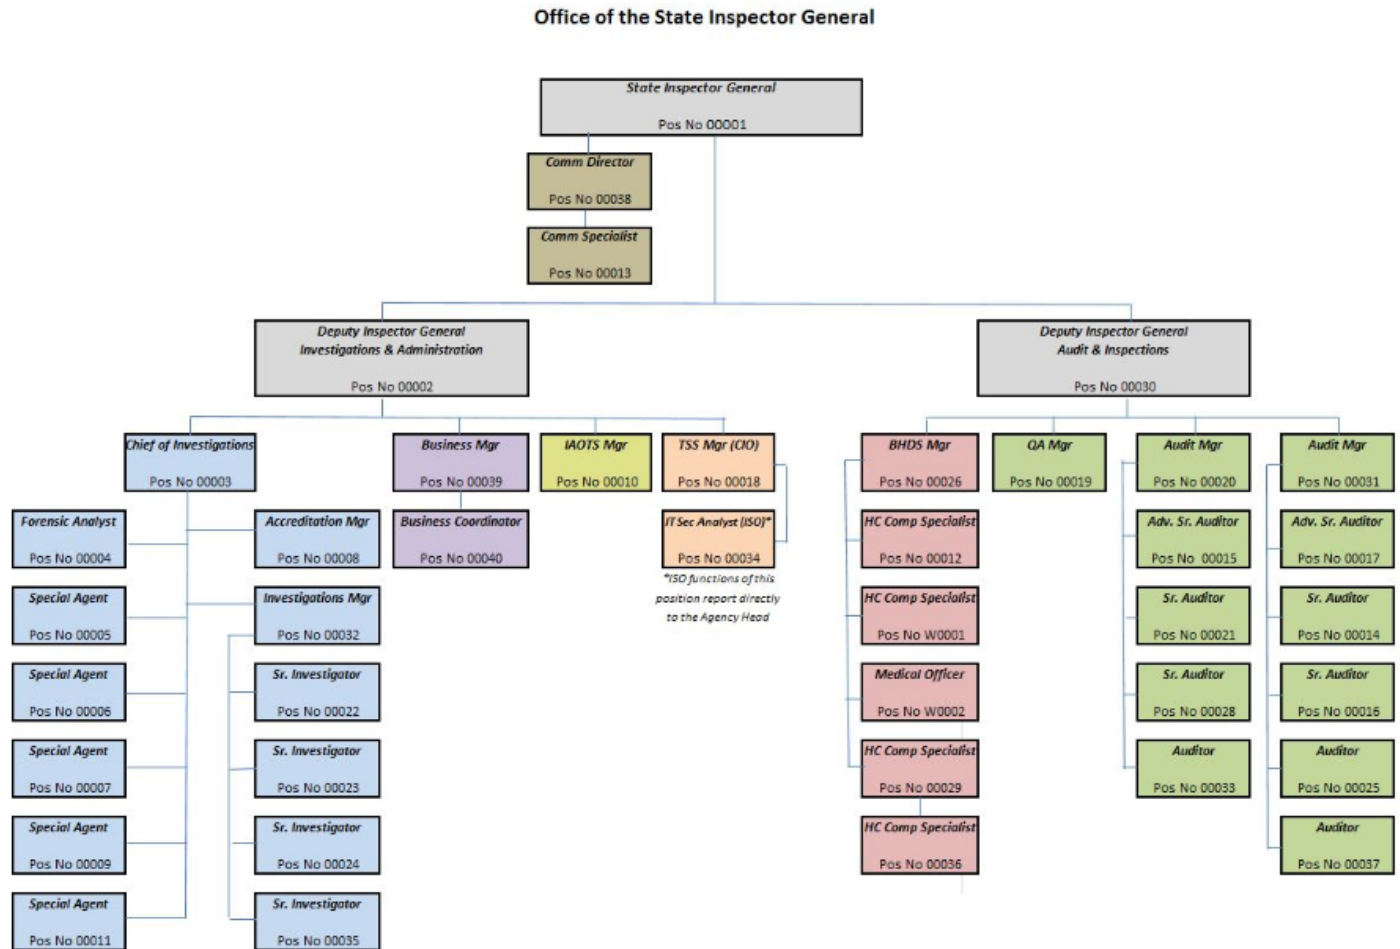 Office of the State Inspector General
State Inspector General
Pos No 00001
Comm Director
Pos No 00038
Comm Specialist
Pos No 00013
Deputy Inspector General
Investigations & Administration
Pos No 00002
Deputy Inspector General
Audit & Inspections
Pos No 00030
Chief of Investigations
Pos No 00003
Business Mgr
Pos No 00039
IAOTS Mgr
Pos No 00010
TSS Mgr (CIO)
Pos No 00018
BHDS Mgr
Pos No 00026
QA Mgr
Pos No 00019
Audit Mgr
Pos No 00020
Audit Mgr
Pos No 00031
Forensic Analyst
Pos No 00004
Accreditation Mgr
Pos No 00008
Business Coordinator
Pos No 00040
IT Sec Analyst (ISO)*
Pos No 00034
*ISO functions of this
position report directly
to the Agency Head
HC Comp Specialist
Pos No 00012
Adv. Sr. Auditor
Pos No 00015
Adv. Sr. Auditor
Pos No 00017
Special Agent
Pos No 00005
Investigations Mgr
Pos No 00032
HC Comp Specialist
Pos No W0001
Sr. Auditor
Pos No 00021
Sr. Auditor
Pos No 00014
Special Agent
Pos No 00006
Sr. Investigator
Pos No 00022
Medical Officer
Pos No W0002
Sr. Auditor
Pos No 00028
Sr. Auditor
Pos No 00016
Special Agent
Pos No 00007
Sr. Investigator
Pos No 00023
HC Comp Specialist
Pos No 00029
Auditor
Pos No 00033
Auditor
Pos No 00025
Special Agent
Pos No 00009
Sr. Investigator
Pos No 00024
HC Comp Specialist
Pos No 00036
Auditor
Pos No 00037
Special Agent
Pos No 00011
Sr. Investigator
Pos No 00035